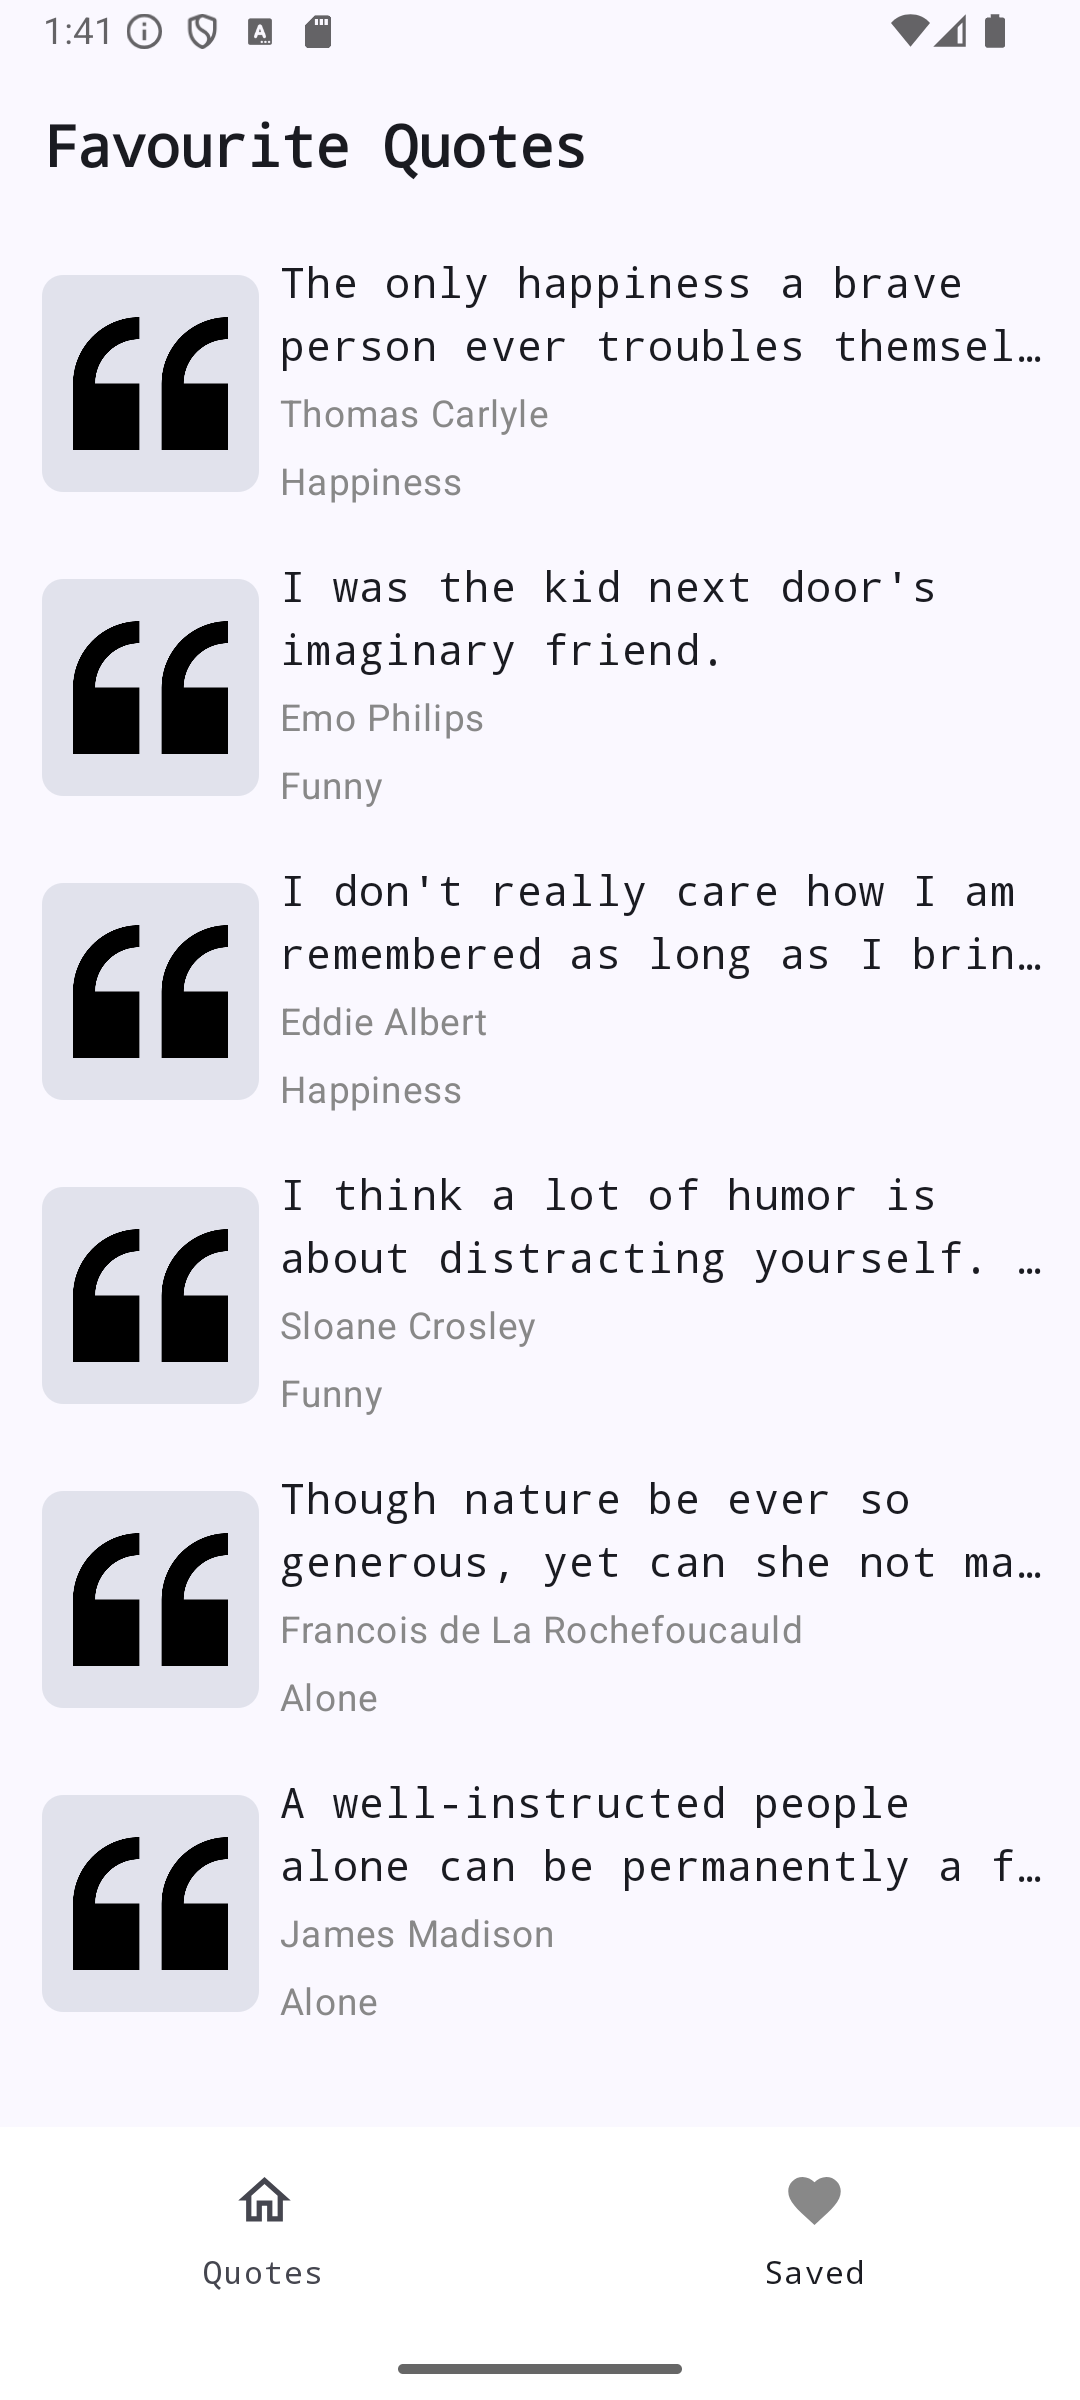 1:41
Favourite Quotes
The only happiness a brave
person ever troubles themsel…
Thomas Carlyle
Happiness
I was the kid next door's
imaginary friend.
Emo Philips
Funny
I don't really care how I am
remembered as long as I brin…
Eddie Albert
Happiness
I think a lot of humor is
about distracting yourself. …
Sloane Crosley
Funny
Though nature be ever so
generous, yet can she not ma…
Francois de La Rochefoucauld
Alone
A well-instructed people
alone can be permanently a f…
James Madison
Alone
Quotes
Saved